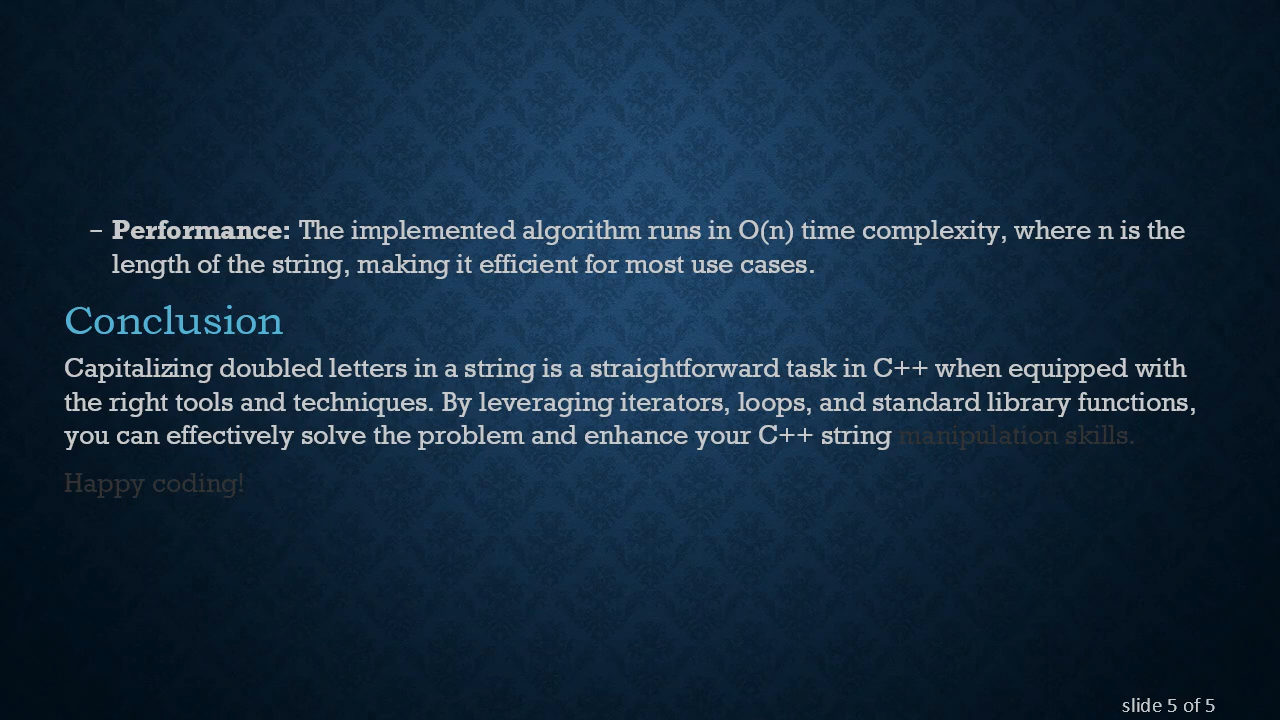 – Performance: The implemented algorithm runs in O(n) time complexity, where n is the
length of the string, making it efficient for most use cases.
Conclusion
Capitalizing doubled letters in a string is a straightforward task in C++ when equipped with
the right tools and techniques. By leveraging iterators, loops, and standard library functions,
you can effectively solve the problem and enhance your C++ string manipulation skills.
Happy coding!
slide 5 of 5